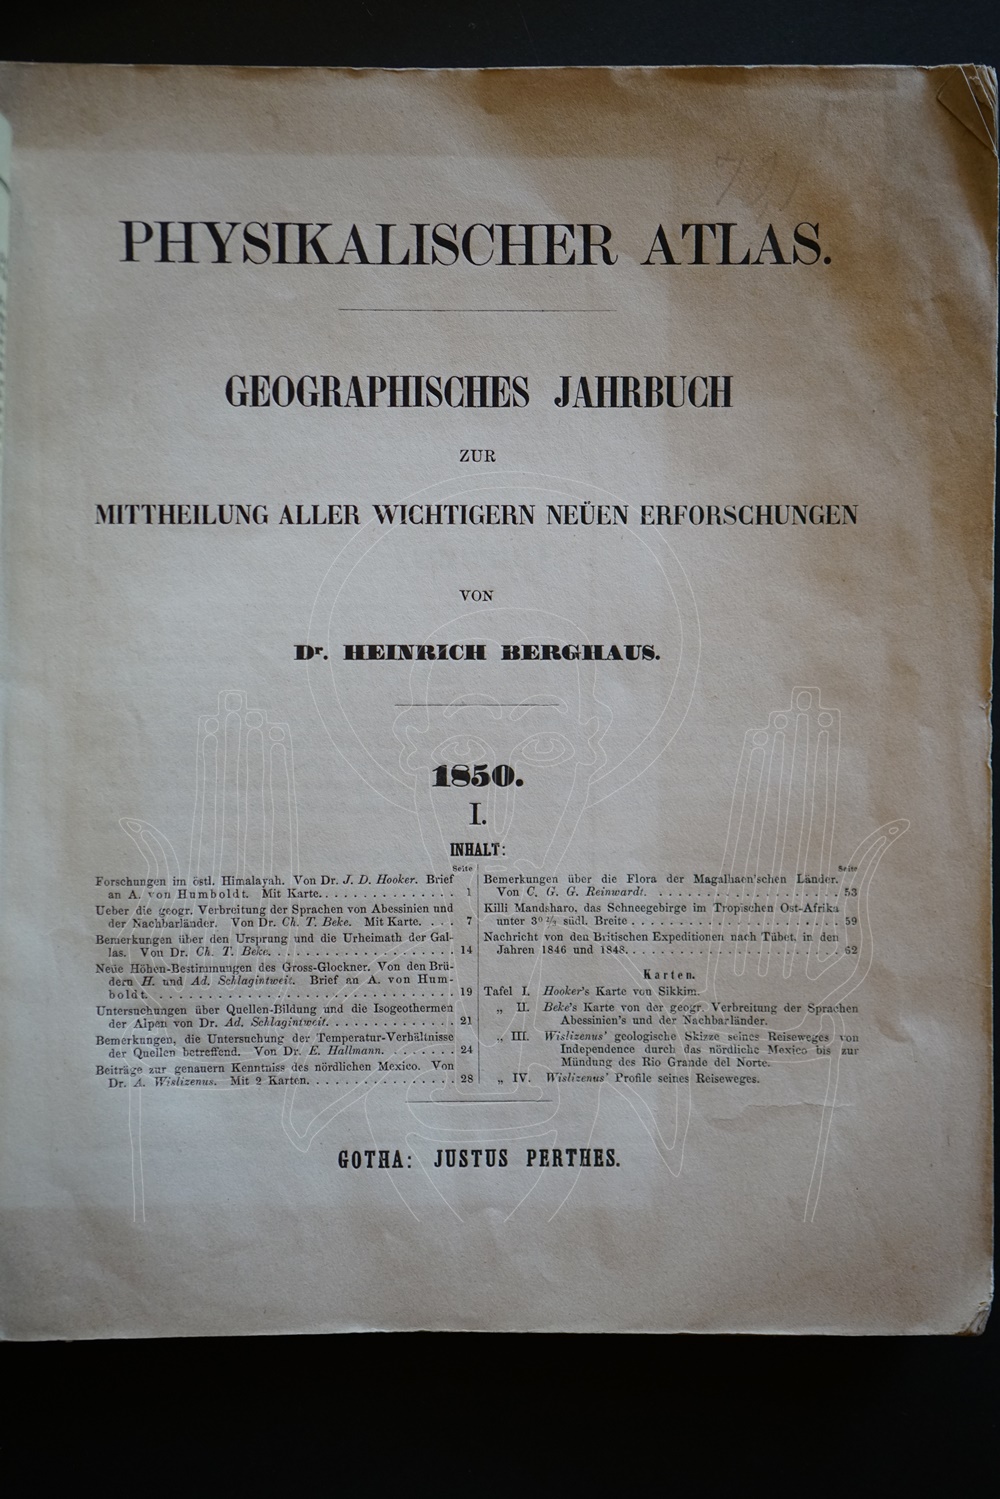 PHYSIKALISCHER ATLAS.
GEOGRAPHISCHES JAHRBUCH
ZUR
MITTHEILUNG ALLER WICHTIGERN NEÜEN ERFORSCHUNGEN
VON
Dr. HEINRICH BERGHAUS.
1850.
I.
INHALT:
Seite
Forschungen im östl. Himalayah. Von Dr. J. D. Hooker. Brief
an A. von Humboldt. Mit Karte. . . . . . . . . . . . . . 1
Ueber die geogr. Verbreitung der Sprachen von Abessinien und
der Nachbarländer. Von Dr. Ch. T. Beke. Mit Karte. . . . 7
Bemerkungen über den Ursprung und die Urheimath der Gal-
las. Von Dr. Ch. T. Beke. . . . . . . . . . . . . . . . . 14
Neüe Höhen-Bestimmungen des Gross-Glockner. Von den Brü-
dern H. und Ad. Schlagintweit. Brief an A. von Hum-
boldt. . . . . . . . . . . . . . . . . . . . . . . . . . 19
Untersuchungen über Quellen-Bildung und die Isogeothermen
der Alpen von Dr. Ad. Schlagintweit. . . . . . . . . . . 21
Bemerkungen, die Untersuchung der Temperatur-Verhältnisse
der Quellen betreffend. Von Dr. E. Hallmann. . . . . . . 24
Beiträge zur genauern Kenntniss des nördlichen Mexico. Von
Dr. A. Wislizenus. Mit 2 Karten. . . . . . . . . . . . . 28
Seite
Bemerkungen über die Flora der Magalhaen'schen Länder.
Von C. G. G. Reinwardt. . . . . . . . . . . . . . . . . . 53
Killi Mandsharo, das Schneegebirge im Tropischen Ost-Afrika
unter 3° ½° südl. Breite . . . . . . . . . . . . . . . . 59
Nachricht von den Britischen Expeditionen nach Tübet, in den
Jahren 1846 und 1848. . . . . . . . . . . . . . . . . . . 62
Karten.
Tafel I. Hooker's Karte von Sikkim.
„ II. Beke's Karte von der geogr. Verbreitung der Sprachen
Abessinien's und der Nachbarländer.
„ III. Wislizenus' geologische Skizze seines Reiseweges von
Independence durch das nördliche Mexico bis zur
Mündung des Rio Grande del Norte.
„ IV. Wislizenus' Profile seines Reiseweges.
GOTHA: JUSTUS PERTHES.